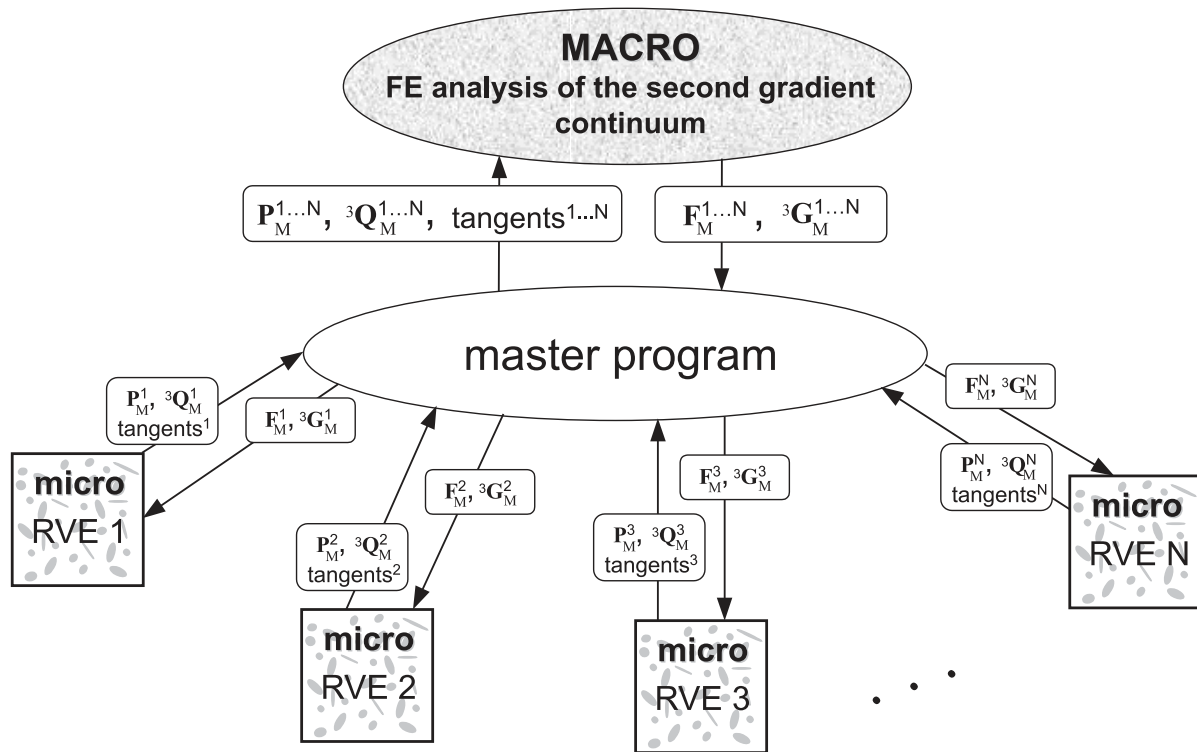 MACRO
FE analysis of the second gradient
continuum
P_M^{1...N}, ³Q_M^{1...N}, tangents^{1...N}
F_M^{1...N}, ³G_M^{1...N}
master program
P_M^1, ³Q_M^1
tangents^1
F_M^1, ³G_M^1
micro
RVE 1
P_M^2, ³Q_M^2
tangents^2
F_M^2, ³G_M^2
micro
RVE 2
P_M^3, ³Q_M^3
tangents^3
F_M^3, ³G_M^3
micro
RVE 3
. . .
F_M^N, ³G_M^N
P_M^N, ³Q_M^N
tangents^N
micro
RVE N